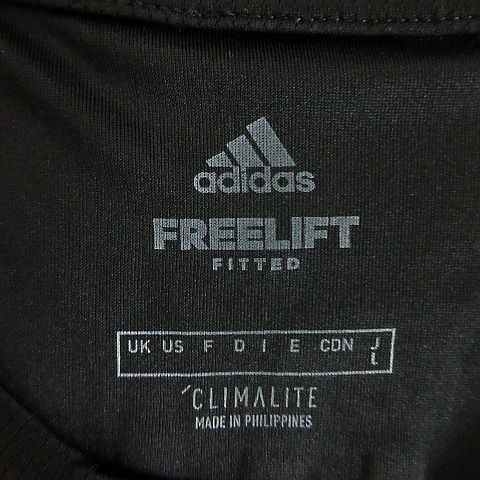 adidas
FREELIFT
FITTED
UK US F D I E CDN J
L
CLIMALITE
MADE IN PHILIPPINES